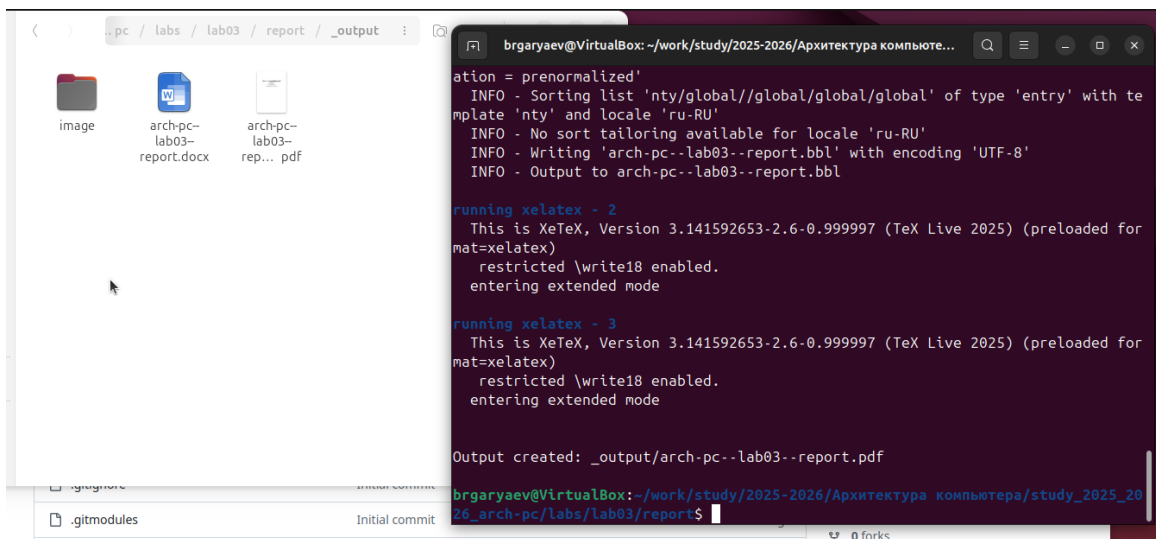 .. pc / labs / lab03 / report / _output
image
arch-pc--
lab03--
report.docx
arch-pc--
lab03--
rep... pdf
.gitmodules
Initial commit
brgaryaev@VirtualBox: ~/work/study/2025-2026/Архитектура компьюте...
ation = prenormalized'
INFO - Sorting list 'nty/global//global/global/global' of type 'entry' with te
mplate 'nty' and locale 'ru-RU'
INFO - No sort tailoring available for locale 'ru-RU'
INFO - Writing 'arch-pc--lab03--report.bbl' with encoding 'UTF-8'
INFO - Output to arch-pc--lab03--report.bbl
running xelatex - 2
This is XeTeX, Version 3.141592653-2.6-0.999997 (TeX Live 2025) (preloaded for
mat=xelatex)
restricted \write18 enabled.
entering extended mode
running xelatex - 3
This is XeTeX, Version 3.141592653-2.6-0.999997 (TeX Live 2025) (preloaded for
mat=xelatex)
restricted \write18 enabled.
entering extended mode
Output created: _output/arch-pc--lab03--report.pdf
brgaryaev@VirtualBox:~/work/study/2025-2026/Архитектура компьютера/study_2025_20
26_arch-pc/labs/lab03/report$
0 forks